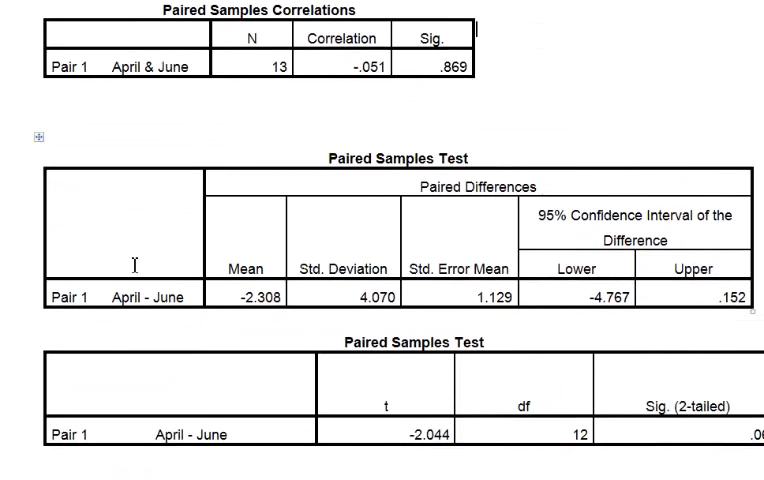 Paired Samples Correlations
N Correlation Sig.
Pair 1 April & June 13 -.051 .869
Paired Samples Test
Paired Differences
95% Confidence Interval of the
Difference
Mean Std. Deviation Std. Error Mean Lower Upper
Pair 1 April - June -2.308 4.070 1.129 -4.767 .152
Paired Samples Test
t df Sig. (2-tailed)
Pair 1 April - June -2.044 12